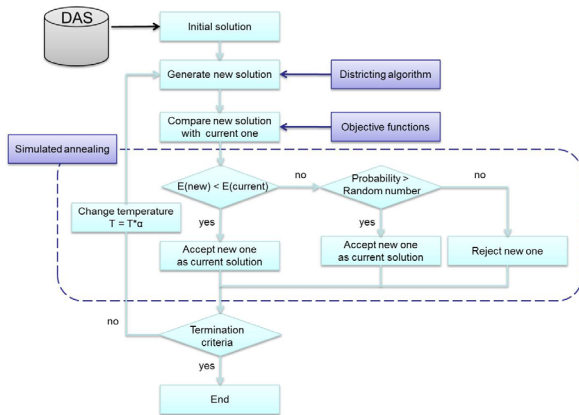 DAS
Initial solution
Generate new solution
Districting algorithm
Compare new solution
with current one
Objective functions
Simulated annealing
E(new) < E(current)
no
Probability >
Random number
no
Change temperature
T = T*α
yes
yes
Accept new one
as current solution
Accept new one
as current solution
Reject new one
no
Termination
criteria
yes
End